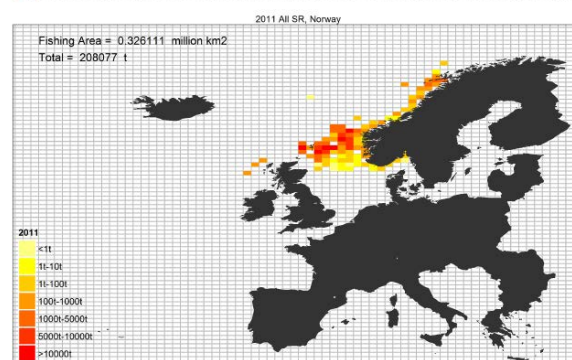 2011 All SR, Norway
Fishing Area = 0.326111 million km2
Total = 208077 t
2011
<1t
1t-10t
1t-100t
100t-1000t
1000t-5000t
5000t-10000t
>10000t